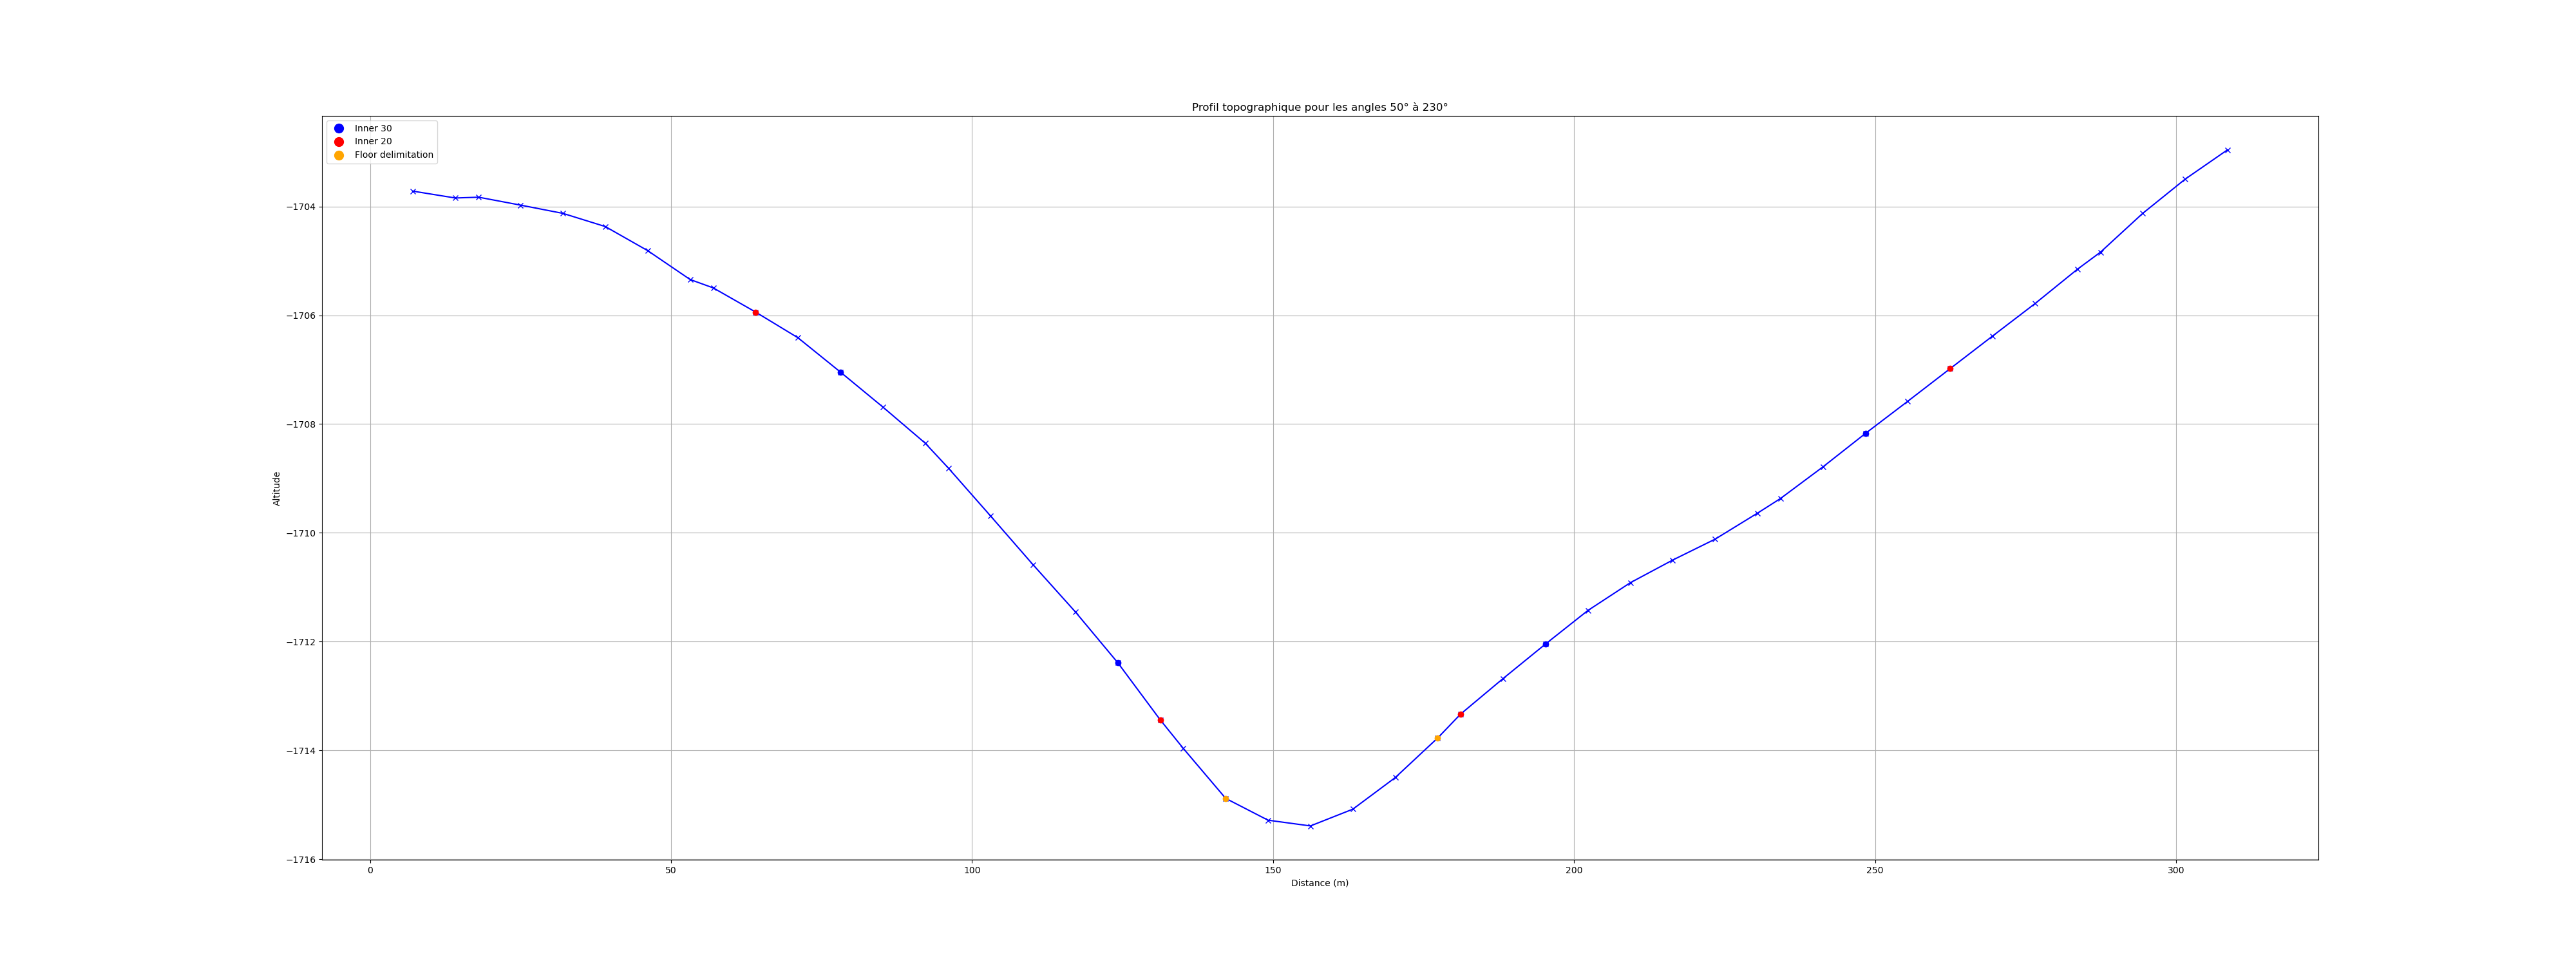 Profil topographique pour les angles 50° à 230°
Inner 30
Inner 20
Floor delimitation
−1704
−1706
−1708
−1710
−1712
−1714
−1716
Altitude
0 50 100 150 200 250 300
Distance (m)